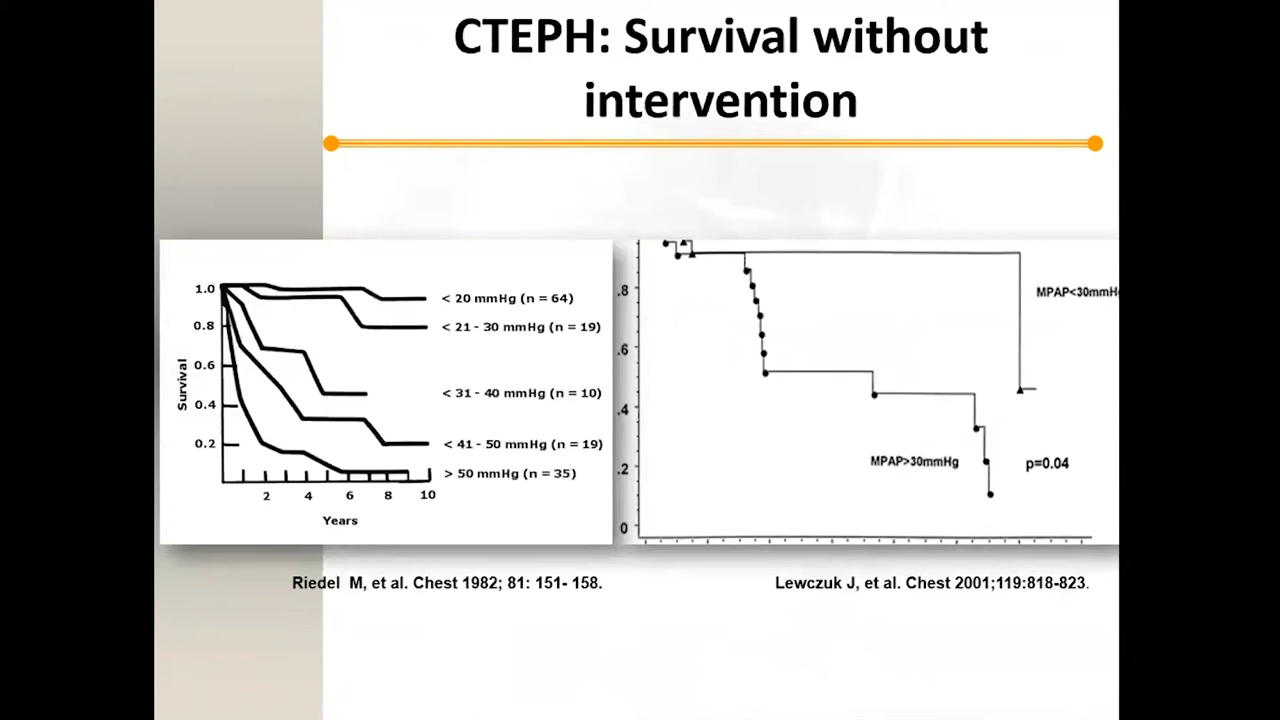 CTEPH: Survival without
intervention
1.0
0.8
0.6
0.4
0.2
Survival
2 4 6 8 10
Years
< 20 mmHg (n = 64)
< 21 - 30 mmHg (n = 19)
< 31 - 40 mmHg (n = 10)
< 41 - 50 mmHg (n = 19)
> 50 mmHg (n = 35)
.8
.6
.4
.2
0
MPAP<30mmHg
MPAP>30mmHg
p=0.04
Riedel M, et al. Chest 1982; 81: 151- 158.
Lewczuk J, et al. Chest 2001;119:818-823.